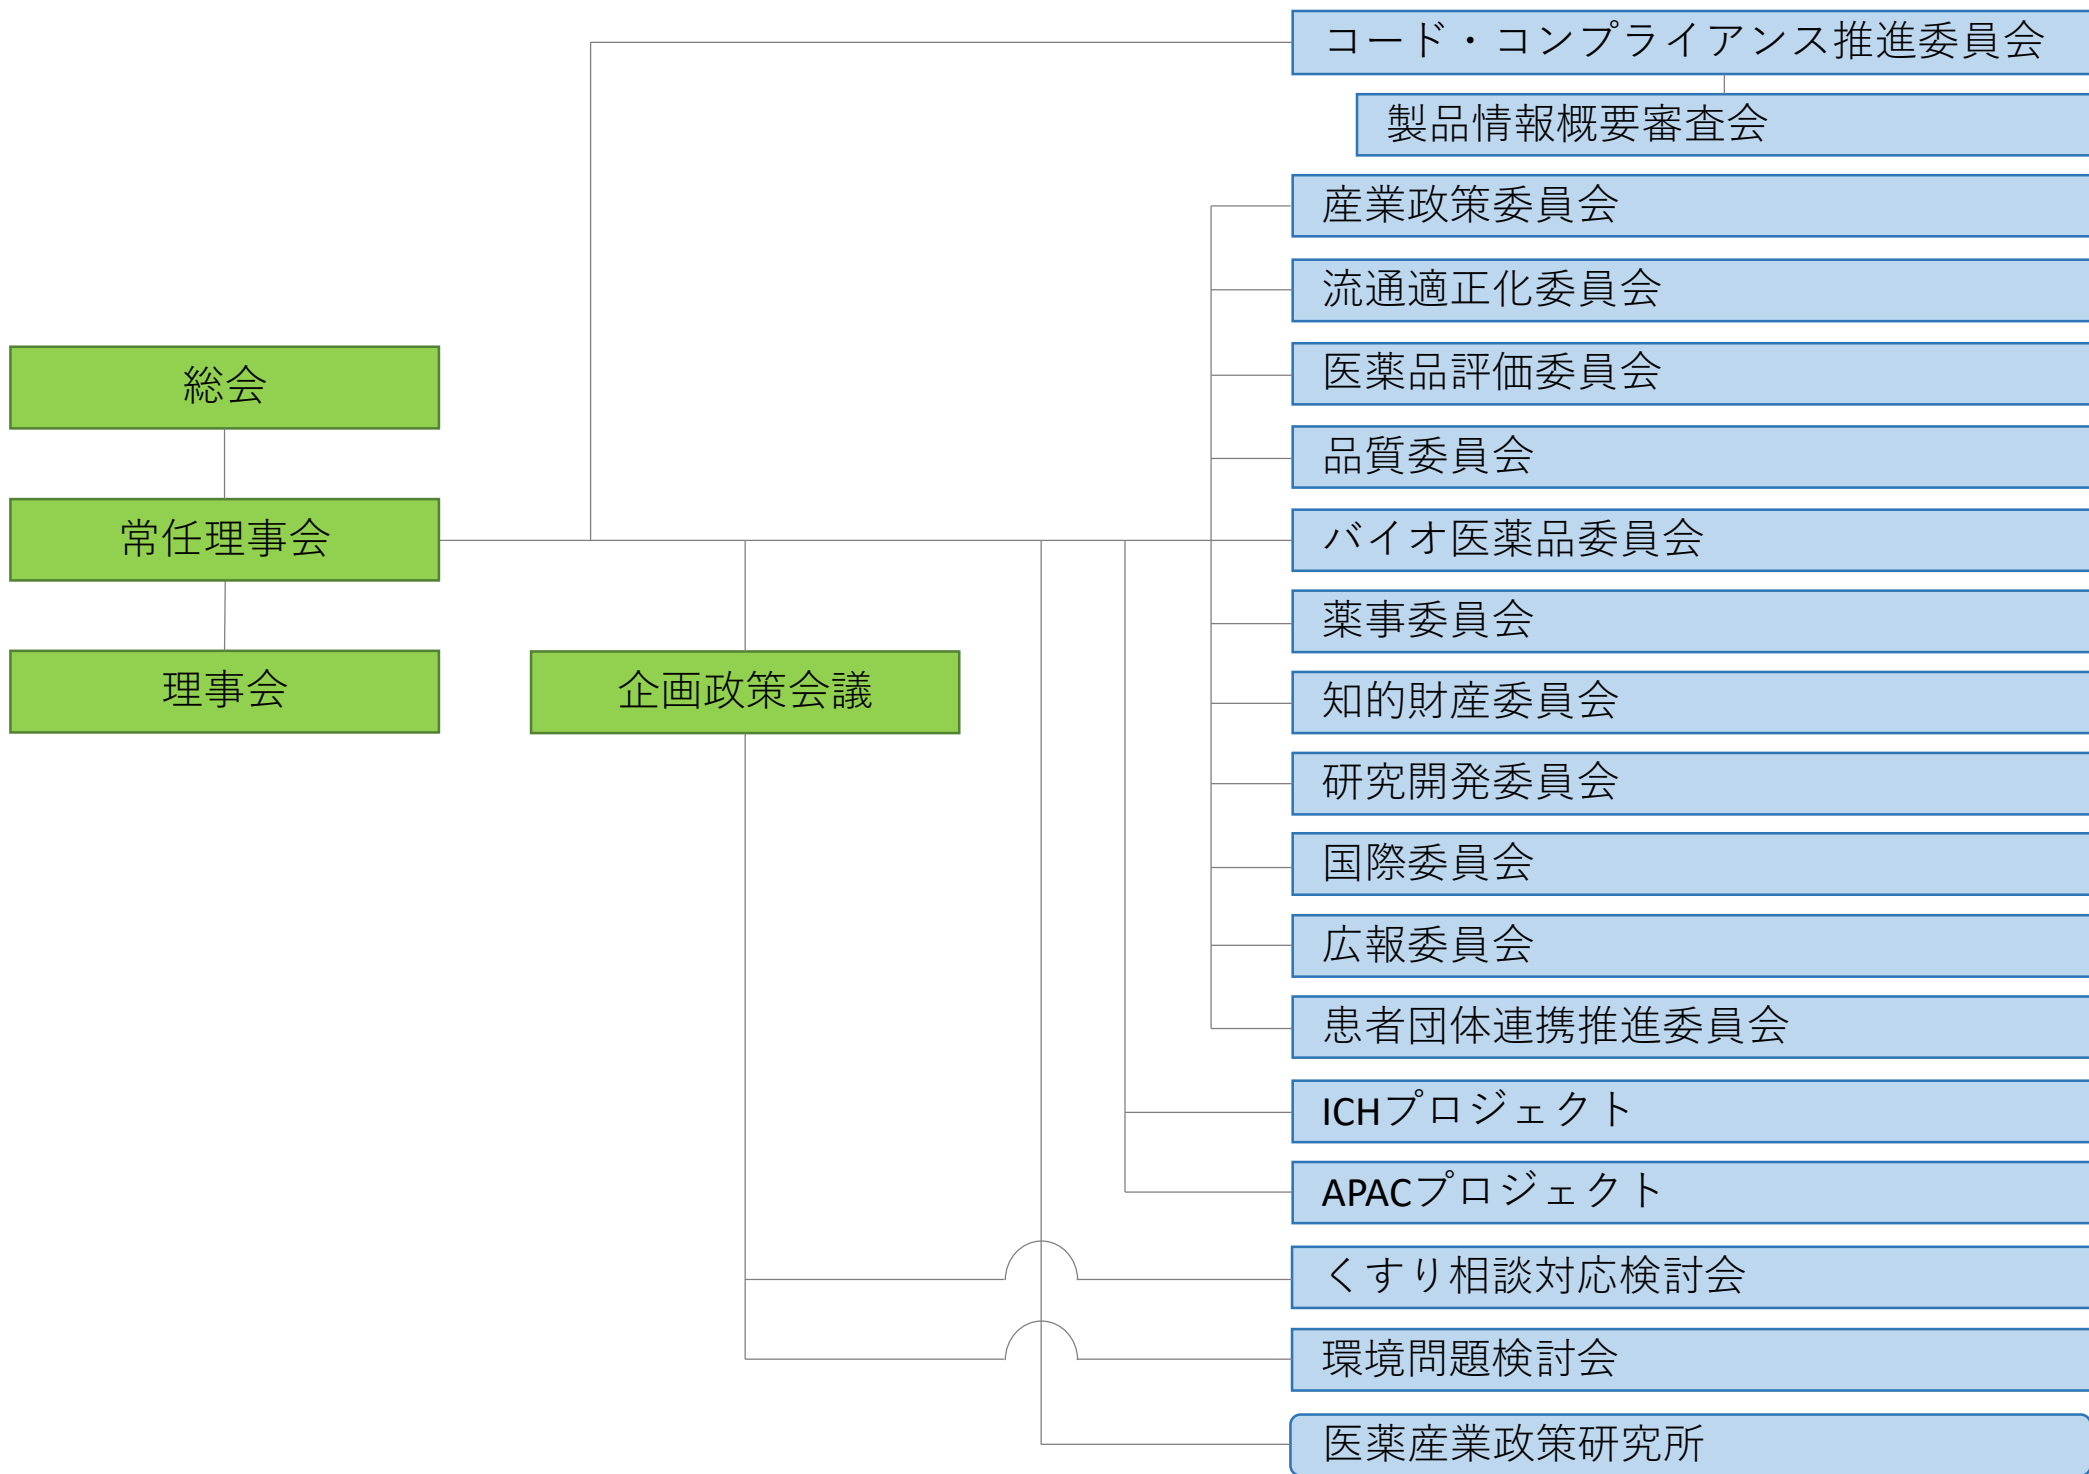 総会
常任理事会
理事会
企画政策会議
コード・コンプライアンス推進委員会
製品情報概要審査会
産業政策委員会
流通適正化委員会
医薬品評価委員会
品質委員会
バイオ医薬品委員会
薬事委員会
知的財産委員会
研究開発委員会
国際委員会
広報委員会
患者団体連携推進委員会
ICHプロジェクト
APACプロジェクト
くすり相談対応検討会
環境問題検討会
医薬産業政策研究所